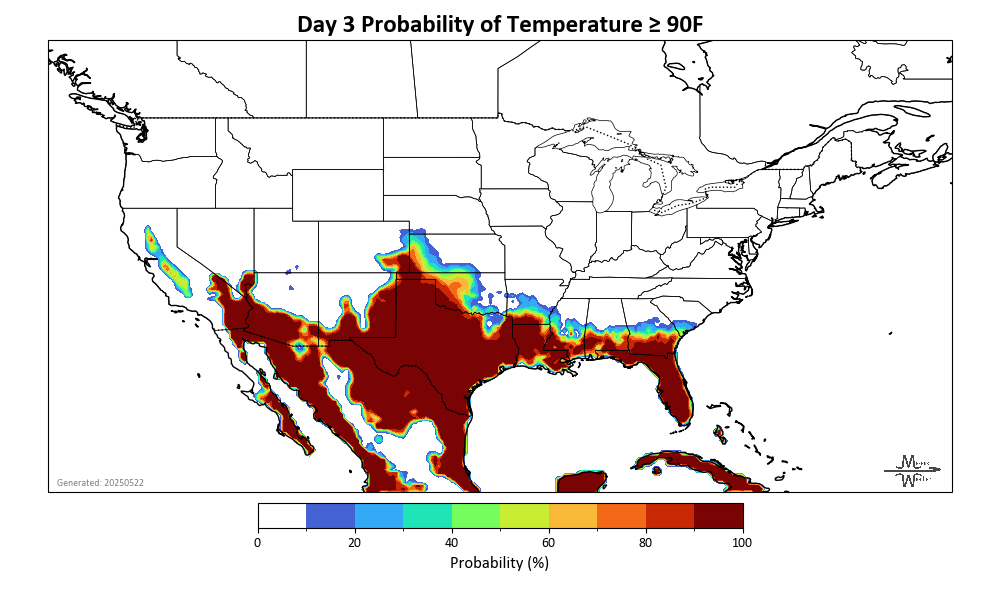 Day 3 Probability of Temperature ≥ 90F
Generated: 20250522
0 20 40 60 80 100
Probability (%)